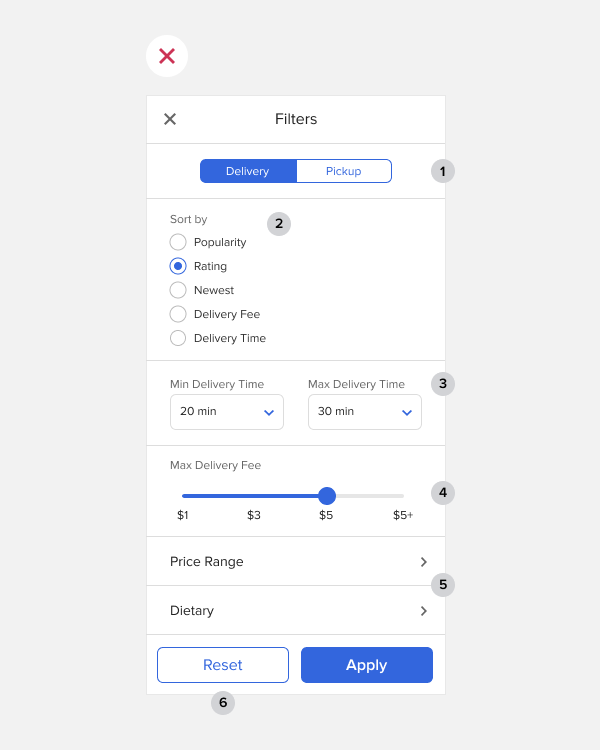 Filters
Delivery Pickup 1
Sort by 2
Popularity
Rating
Newest
Delivery Fee
Delivery Time
Min Delivery Time Max Delivery Time 3
20 min 30 min
Max Delivery Fee
4
$1 $3 $5 $5+
Price Range
5
Dietary
Reset Apply
6